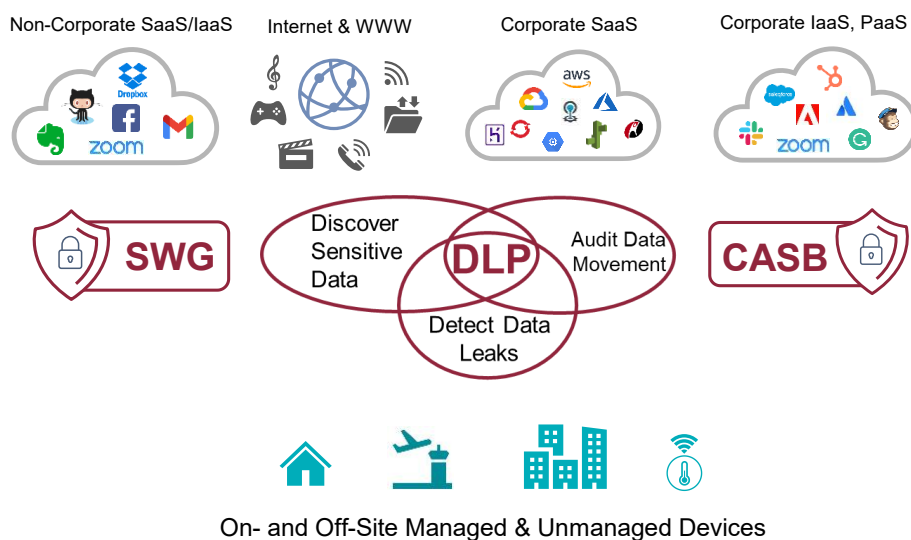 Non-Corporate SaaS/IaaS
Internet & WWW
Corporate SaaS
Corporate IaaS, PaaS
Dropbox
zoom
aws
salesforce
zoom
SWG
Discover
Sensitive
Data
DLP
Audit Data
Movement
Detect Data
Leaks
CASB
On- and Off-Site Managed & Unmanaged Devices